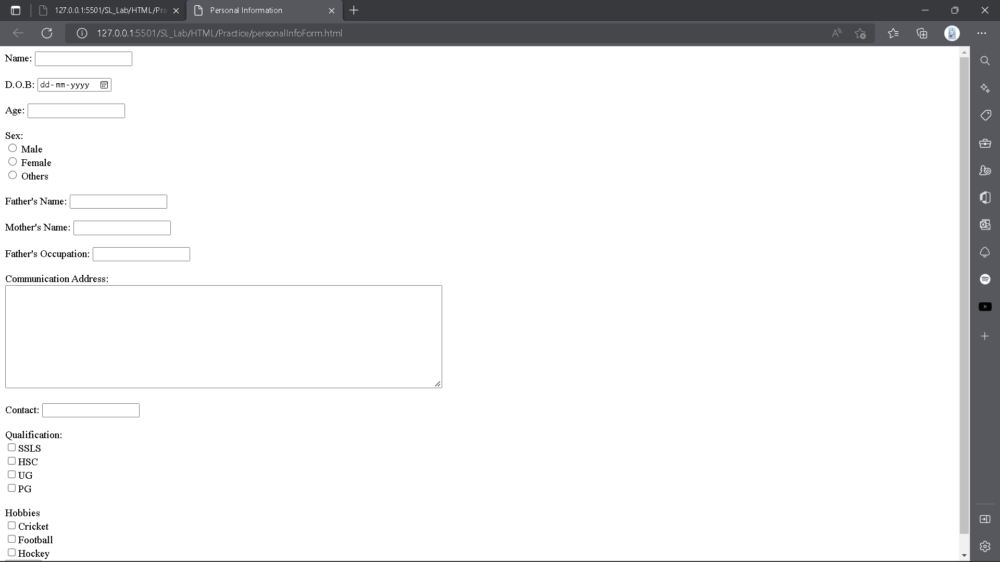 127.0.0.1:5501/SL_Lab/HTML/Pra
Personal Information
127.0.0.1:5501/SL_Lab/HTML/Practice/personalInfoForm.html
Name:
D.O.B: dd-mm-yyyy
Age:
Sex:
Male
Female
Others
Father's Name:
Mother's Name:
Father's Occupation:
Communication Address:
Contact:
Qualification:
SSLS
HSC
UG
PG
Hobbies
Cricket
Football
Hockey